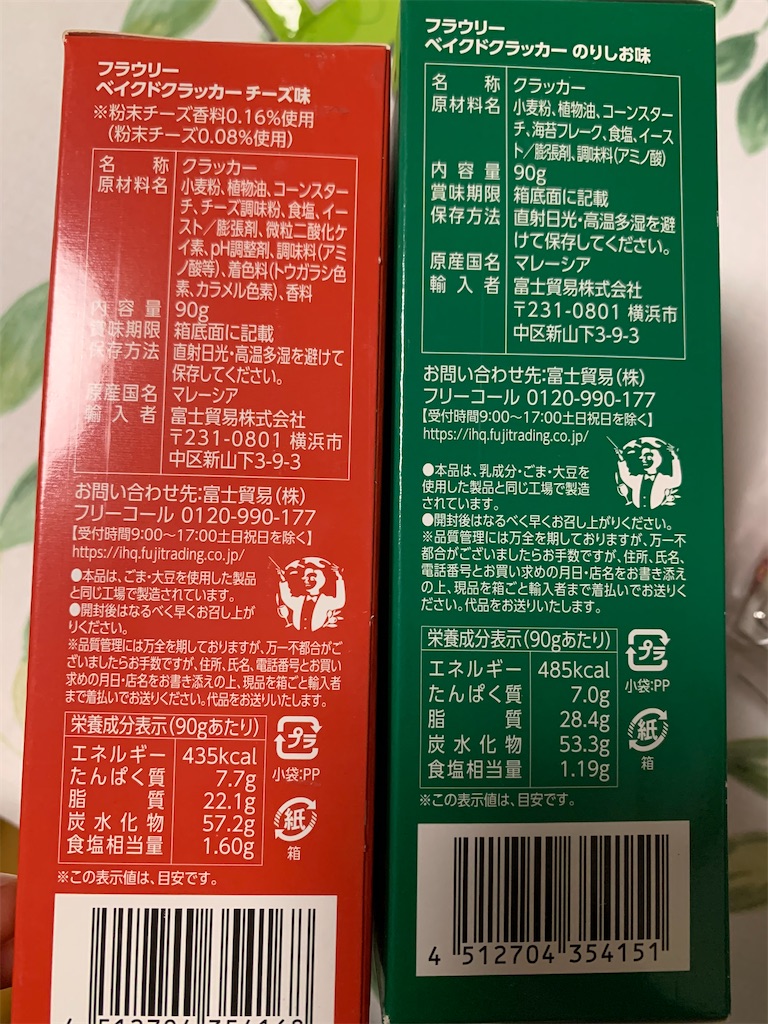 フラウリー
ベイクドクラッカー チーズ味
※粉末チーズ香料0.16%使用
(粉末チーズ0.08%使用)
名称 クラッカー
原材料名 小麦粉、植物油、コーンスター
チ、チーズ調味粉、食塩、イー
スト/膨張剤、微粒二酸化ケ
イ素、pH調整剤、調味料(アミ
ノ酸等)、着色料(トウガラシ色
素、カラメル色素)、香料
内容量 90g
賞味期限 箱底面に記載
保存方法 直射日光・高温多湿を避けて
保存してください。
原産国名 マレーシア
輸入者 富士貿易株式会社
〒231-0801 横浜市
中区新山下3-9-3
お問い合わせ先:富士貿易(株)
フリーコール 0120-990-177
【受付時間9:00〜17:00土日祝日を除く】
https://ihq.fujitrading.co.jp/
●本品は、ごま・大豆を使用した製品
と同じ工場で製造されています。
●開封後はなるべく早くお召し上が
りください。
※品質管理には万全を期しておりますが、万一不都合がご
ざいましたらお手数ですが、住所、氏名、電話番号とお買い
求めの月日・店名をお書き添えの上、現品を箱ごと輸入者
まで着払いでお送りください。代品をお送りいたします。
栄養成分表示(90gあたり)
エネルギー 435kcal
たんぱく質 7.7g
脂質 22.1g
炭水化物 57.2g
食塩相当量 1.60g
プラ
小袋:PP
紙
箱
※この表示値は、目安です。
4 512704 354168
フラウリー
ベイクドクラッカー のりしお味
名称 クラッカー
原材料名 小麦粉、植物油、コーンスター
チ、海苔フレーク、食塩、イース
ト/膨張剤、調味料(アミノ酸)
内容量 90g
賞味期限 箱底面に記載
保存方法 直射日光・高温多湿を避
けて保存してください。
原産国名 マレーシア
輸入者 富士貿易株式会社
〒231-0801 横浜市
中区新山下3-9-3
お問い合わせ先:富士貿易(株)
フリーコール 0120-990-177
【受付時間9:00〜17:00土日祝日を除く】
https://ihq.fujitrading.co.jp/
●本品は、乳成分・ごま・大豆を
使用した製品と同じ工場で製造
されています。
●開封後はなるべく早くお召し上がりください。
※品質管理には万全を期しておりますが、万一不
都合がございましたらお手数ですが、住所、氏名、
電話番号とお買い求めの月日・店名をお書き添え
の上、現品を箱ごと輸入者まで着払いでお送りくだ
さい。代品をお送りいたします。
栄養成分表示(90gあたり)
エネルギー 485kcal
たんぱく質 7.0g
脂質 28.4g
炭水化物 53.3g
食塩相当量 1.19g
プラ
小袋:PP
紙
箱
※この表示値は、目安です。
4 512704 354151